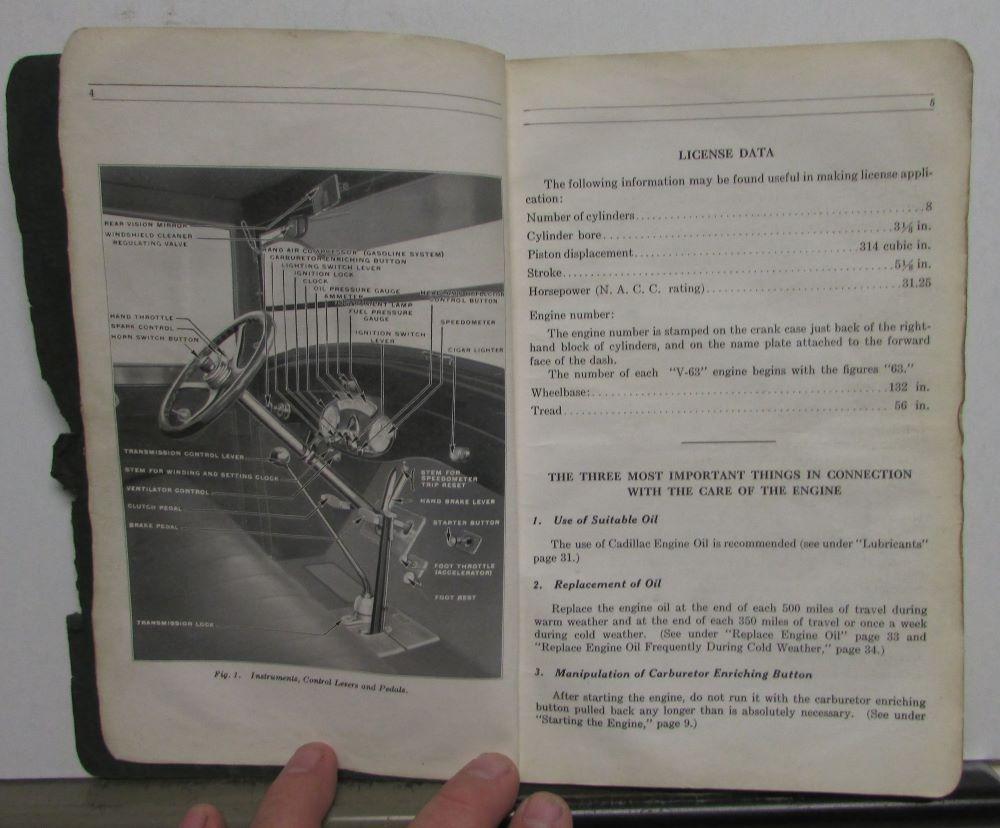 4
REAR VISION MIRROR
WINDSHIELD CLEANER
REGULATING VALVE
HAND AIR COMPRESSOR (GASOLINE SYSTEM)
CARBURETOR ENRICHING BUTTON
LIGHTING SWITCH LEVER
IGNITION LOCK
CLOCK
OIL PRESSURE GAUGE
AMMETER
LAMP
FUEL PRESSURE
GAUGE
CONTROL BUTTON
IGNITION SWITCH
LEVER
SPEEDOMETER
CIGAR LIGHTER
HAND THROTTLE
SPARK CONTROL
HORN SWITCH BUTTON
TRANSMISSION CONTROL LEVER
STEM FOR WINDING AND SETTING CLOCK
VENTILATOR CONTROL
CLUTCH PEDAL
BRAKE PEDAL
STEM FOR
SPEEDOMETER
TRIP RESET
HAND BRAKE LEVER
STARTER BUTTON
FOOT THROTTLE
(ACCELERATOR)
FOOT REST
TRANSMISSION LOCK
Fig. 1. Instruments, Control Levers and Pedals.
5
LICENSE DATA
The following information may be found useful in making license appli-
cation:
Number of cylinders........................................8
Cylinder bore........................................3⅛ in.
Piston displacement........................................314 cubic in.
Stroke........................................5⅛ in.
Horsepower (N. A. C. C. rating)........................................31.25
Engine number:
The engine number is stamped on the crank case just back of the right-
hand block of cylinders, and on the name plate attached to the forward
face of the dash.
The number of each "V-63" engine begins with the figures "63."
Wheelbase:........................................132 in.
Tread........................................56 in.
THE THREE MOST IMPORTANT THINGS IN CONNECTION
WITH THE CARE OF THE ENGINE
1. Use of Suitable Oil
The use of Cadillac Engine Oil is recommended (see under "Lubricants"
page 31.)
2. Replacement of Oil
Replace the engine oil at the end of each 500 miles of travel during
warm weather and at the end of each 350 miles of travel or once a week
during cold weather. (See under "Replace Engine Oil" page 33 and
"Replace Engine Oil Frequently During Cold Weather," page 34.)
3. Manipulation of Carburetor Enriching Button
After starting the engine, do not run it with the carburetor enriching
button pulled back any longer than is absolutely necessary. (See under
"Starting the Engine," page 9.)